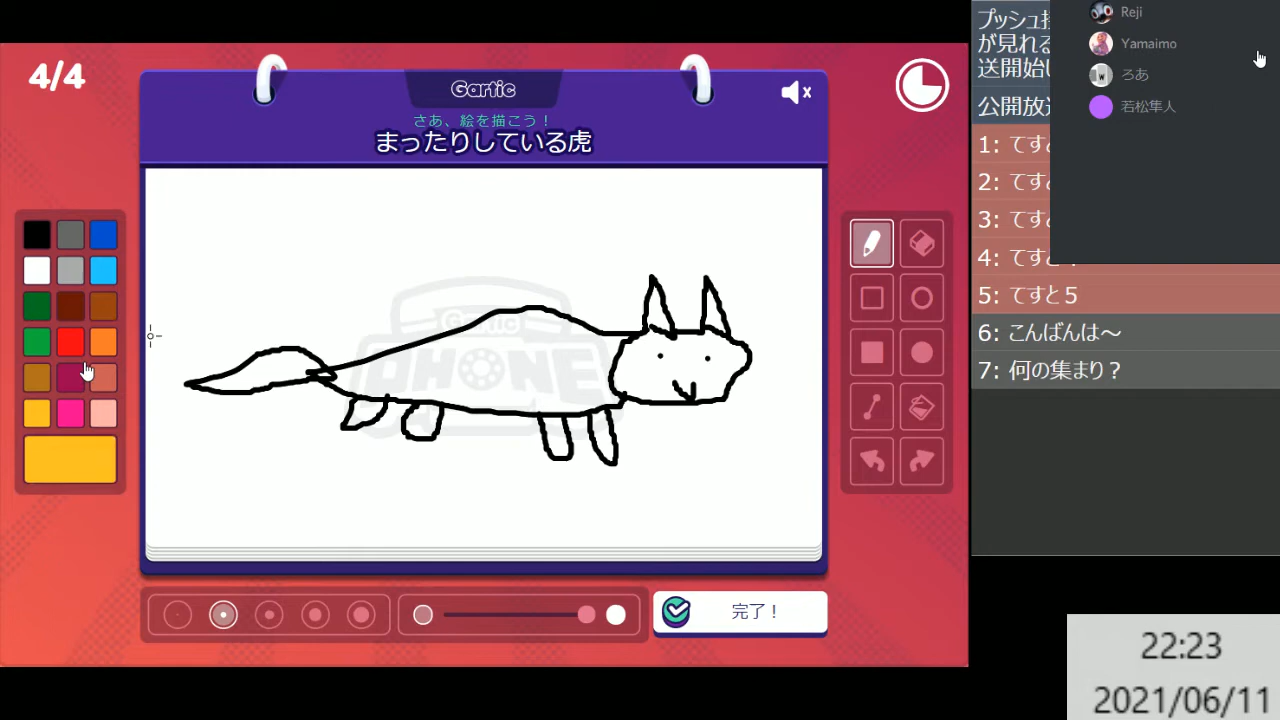 4/4
Gartic
さあ、絵を描こう！
まったりしている虎
Gartic
PHONE
完了！
プッシュ
が見れる
送開始
公開放送
1: てす
2: てす
3: てす
4: てすと
5: てすと５
6: こんばんは～
7: 何の集まり？
Reji
Yamaimo
ろあ
若松隼人
22:23
2021/06/11